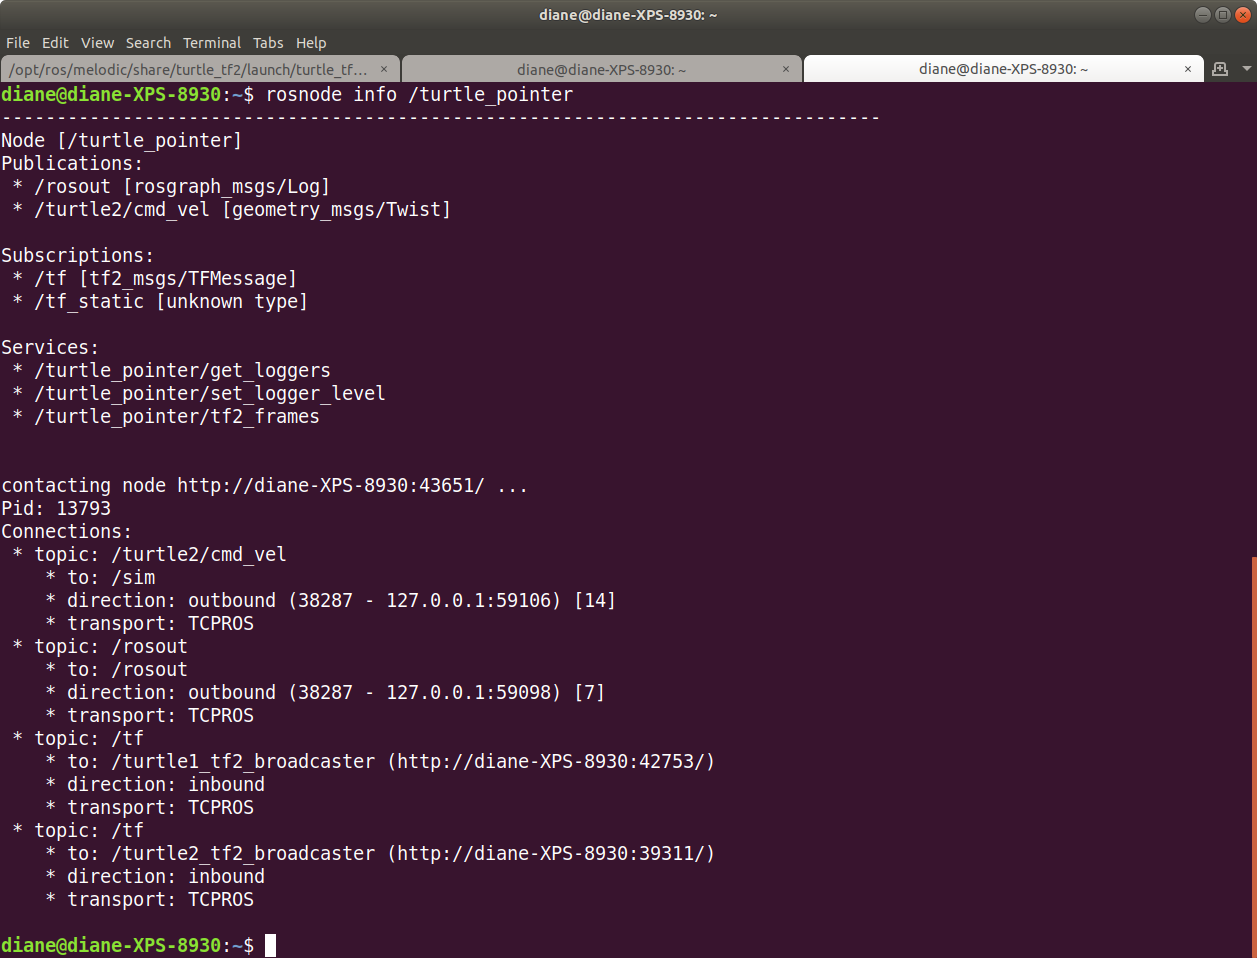 diane@diane-XPS-8930: ~
File Edit View Search Terminal Tabs Help
/opt/ros/melodic/share/turtle_tf2/launch/turtle_tf... × diane@diane-XPS-8930: ~ × diane@diane-XPS-8930: ~ ×
diane@diane-XPS-8930:~$ rosnode info /turtle_pointer
--------------------------------------------------------------------------------
Node [/turtle_pointer]
Publications:
 * /rosout [rosgraph_msgs/Log]
 * /turtle2/cmd_vel [geometry_msgs/Twist]

Subscriptions:
 * /tf [tf2_msgs/TFMessage]
 * /tf_static [unknown type]

Services:
 * /turtle_pointer/get_loggers
 * /turtle_pointer/set_logger_level
 * /turtle_pointer/tf2_frames


contacting node http://diane-XPS-8930:43651/ ...
Pid: 13793
Connections:
 * topic: /turtle2/cmd_vel
    * to: /sim
    * direction: outbound (38287 - 127.0.0.1:59106) [14]
    * transport: TCPROS
 * topic: /rosout
    * to: /rosout
    * direction: outbound (38287 - 127.0.0.1:59098) [7]
    * transport: TCPROS
 * topic: /tf
    * to: /turtle1_tf2_broadcaster (http://diane-XPS-8930:42753/)
    * direction: inbound
    * transport: TCPROS
 * topic: /tf
    * to: /turtle2_tf2_broadcaster (http://diane-XPS-8930:39311/)
    * direction: inbound
    * transport: TCPROS

diane@diane-XPS-8930:~$